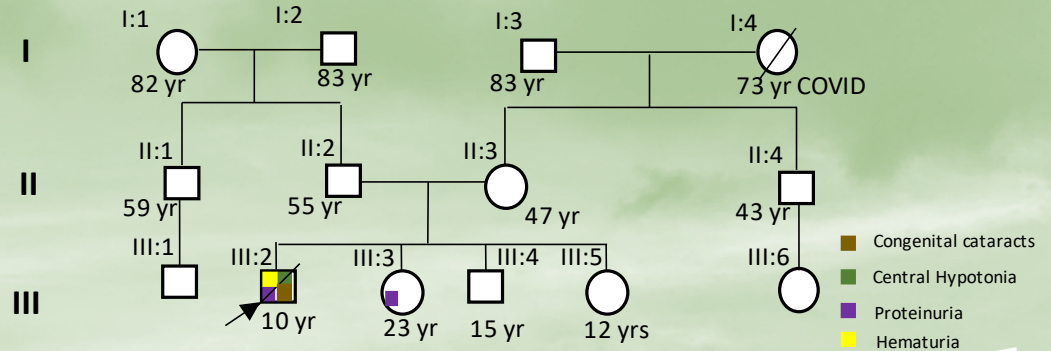 I:1
I:2
I:3
I:4
I
82 yr
83 yr
83 yr
73 yr COVID
II:1
II:2
II:3
II:4
II
59 yr
55 yr
47 yr
43 yr
III:1
III:2
III:3
III:4
III:5
III:6
III
10 yr
23 yr
15 yr
12 yrs
Congenital cataracts
Central Hypotonia
Proteinuria
Hematuria